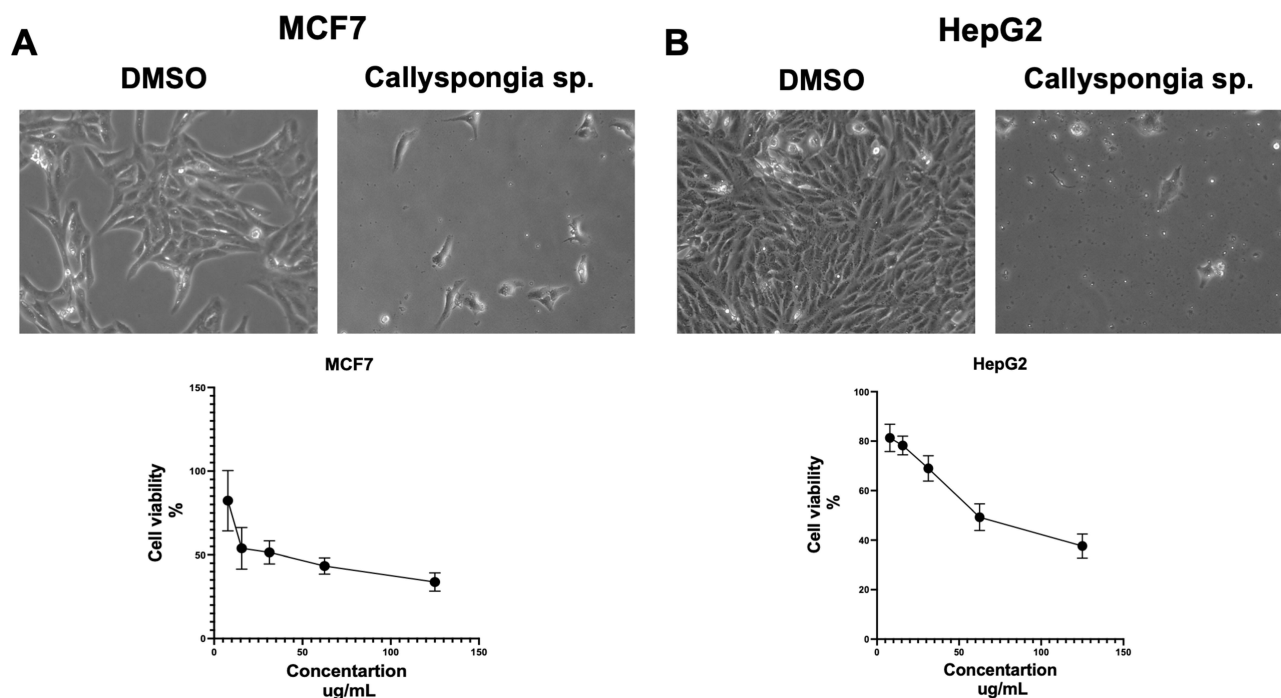 A
MCF7
DMSO
Callyspongia sp.
B
HepG2
DMSO
Callyspongia sp.
MCF7
150
100
50
0
0
50
100
150
Cell viability
%
Concentartion
ug/mL
HepG2
100
80
60
40
20
0
0
50
100
150
Cell viability
%
Concentartion
ug/mL